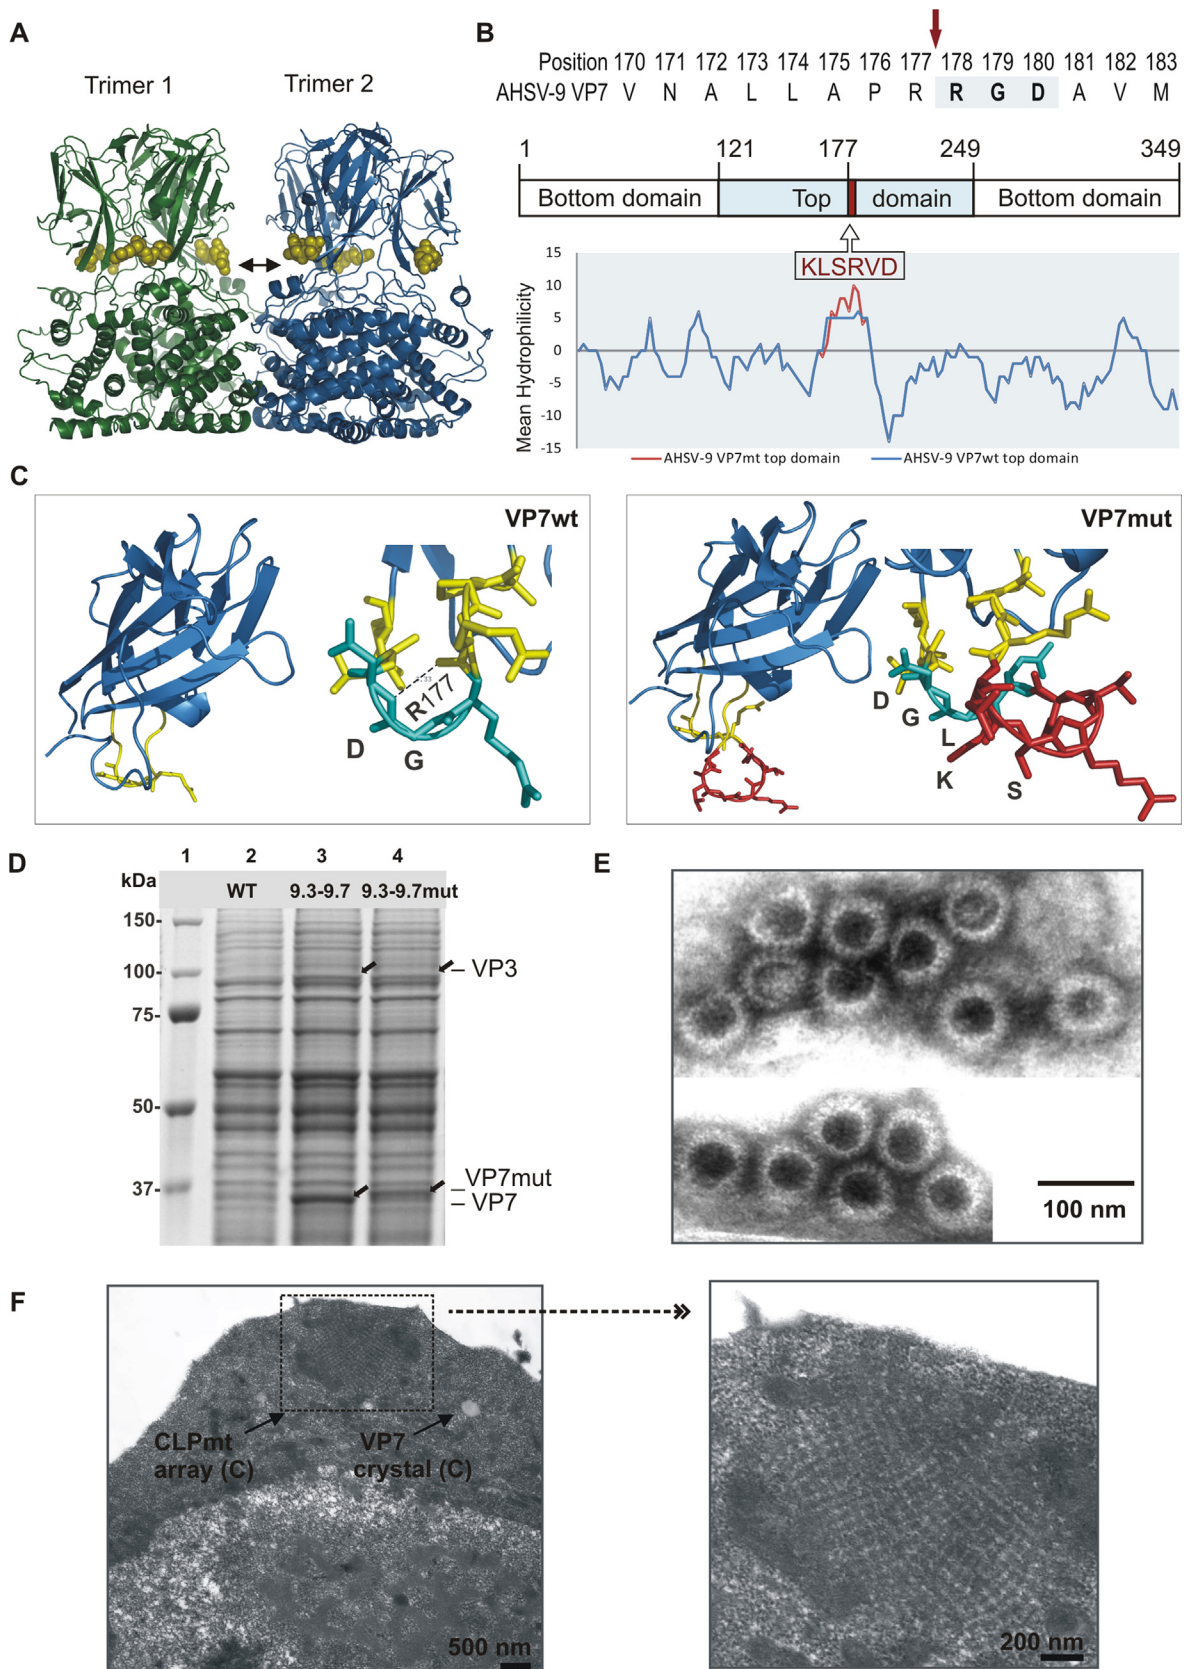 A
Trimer 1
Trimer 2
B
Position 170 171 172 173 174 175 176 177 178 179 180 181 182 183
AHSV-9 VP7 V N A L L A P R R G D A V M
1 121 177 249 349
Bottom domain Top domain Bottom domain
KLSRVD
Mean Hydrophilicity
15
10
5
0
-5
-10
-15
AHSV-9 VP7mt top domain
AHSV-9 VP7wt top domain
C
VP7wt
R177
D
G
VP7mut
D
G
L
K
S
D
1 2 3 4
kDa
WT 9.3-9.7 9.3-9.7mut
150-
100-
75-
50-
37-
VP3
VP7mut
VP7
E
100 nm
F
CLPmt
array (C)
VP7
crystal (C)
500 nm
200 nm